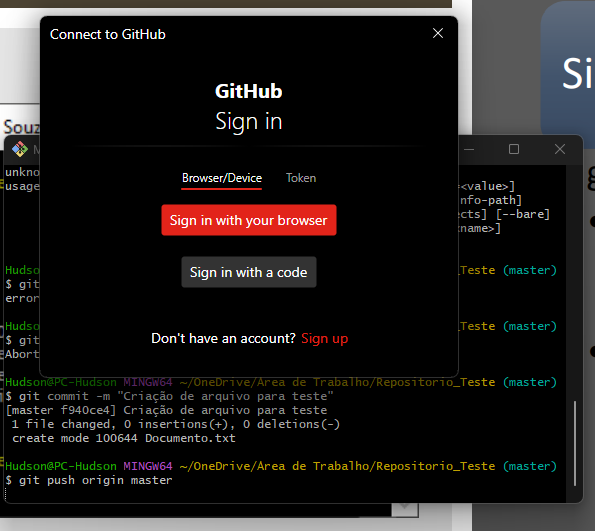 Connect to GitHub
GitHub
Sign in
Browser/Device Token
Sign in with your browser
Sign in with a code
Don't have an account? Sign up
Si
Souz
unkno
usage <value>]
nfo-path]
ects] [--bare]
name>]
Hudson _Teste (master)
$ git
error
Hudson _Teste (master)
$ git
Abort
Hudson@PC-Hudson MINGW64 ~/OneDrive/Área de Trabalho/Repositorio_Teste (master)
$ git commit -m "Criação de arquivo para teste"
[master f940ce4] Criação de arquivo para teste
1 file changed, 0 insertions(+), 0 deletions(-)
create mode 100644 Documento.txt
Hudson@PC-Hudson MINGW64 ~/OneDrive/Área de Trabalho/Repositorio_Teste (master)
$ git push origin master